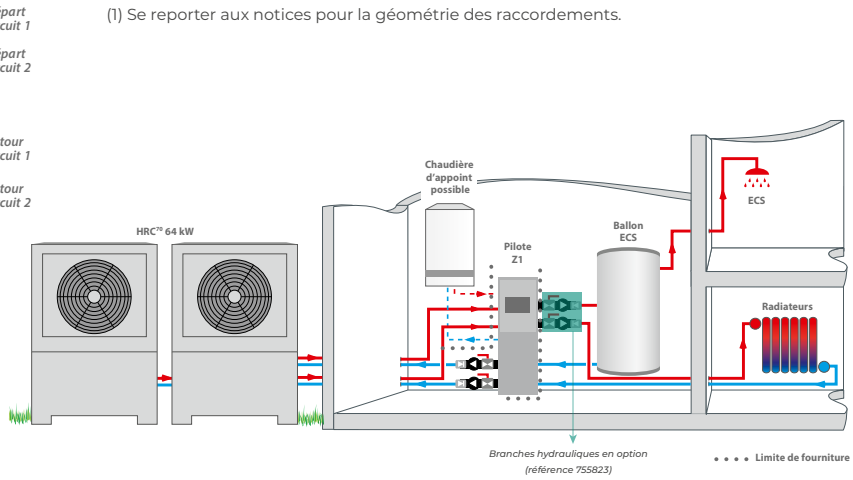 (1) Se reporter aux notices pour la géométrie des raccordements.
part
cuit 1
part
cuit 2
tour
cuit 1
tour
cuit 2
Chaudière
d'appoint
possible
HRC⁷⁰ 64 kW
Pilote
Z1
Ballon
ECS
ECS
Radiateurs
Branches hydrauliques en option
(référence 755823)
Limite de fourniture